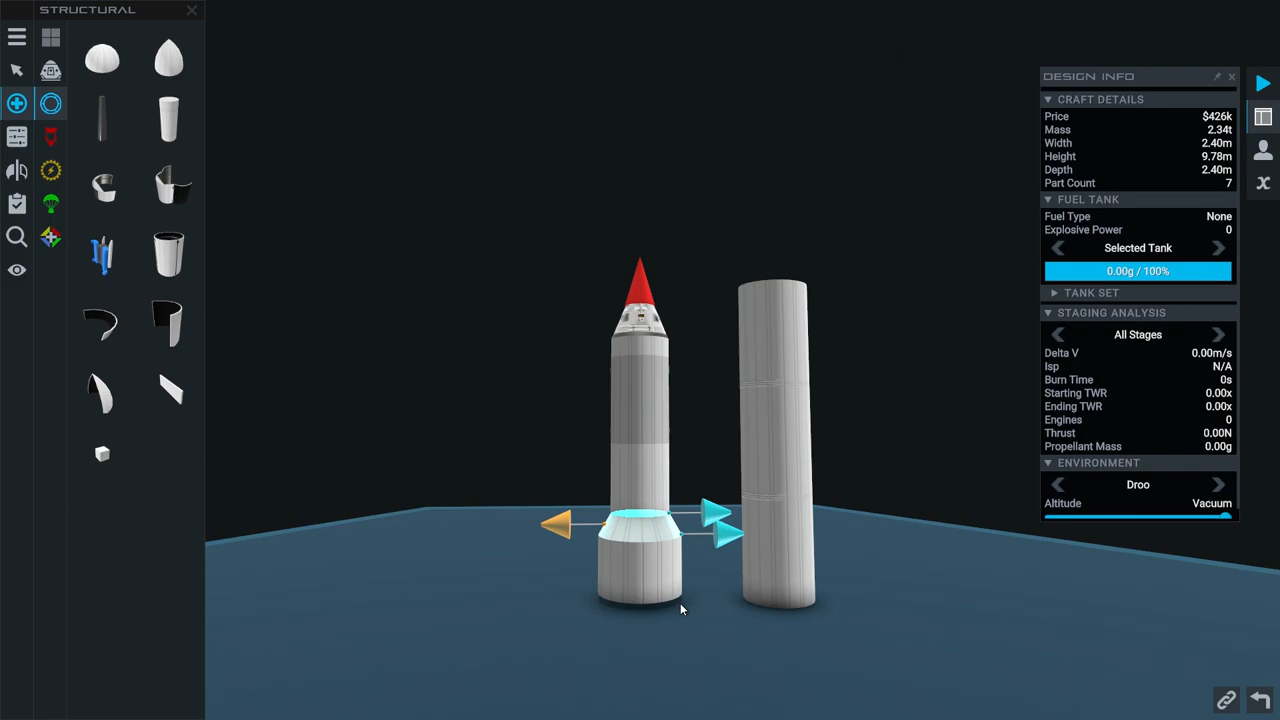 STRUCTURAL
DESIGN INFO
CRAFT DETAILS
Price $426k
Mass 2.34t
Width 2.40m
Height 9.78m
Depth 2.40m
Part Count 7
FUEL TANK
Fuel Type None
Explosive Power 0
Selected Tank
0.00g / 100%
TANK SET
STAGING ANALYSIS
All Stages
Delta V 0.00m/s
Isp N/A
Burn Time 0s
Starting TWR 0.00x
Ending TWR 0.00x
Engines 0
Thrust 0.00N
Propellant Mass 0.00g
ENVIRONMENT
Droo
Altitude Vacuum